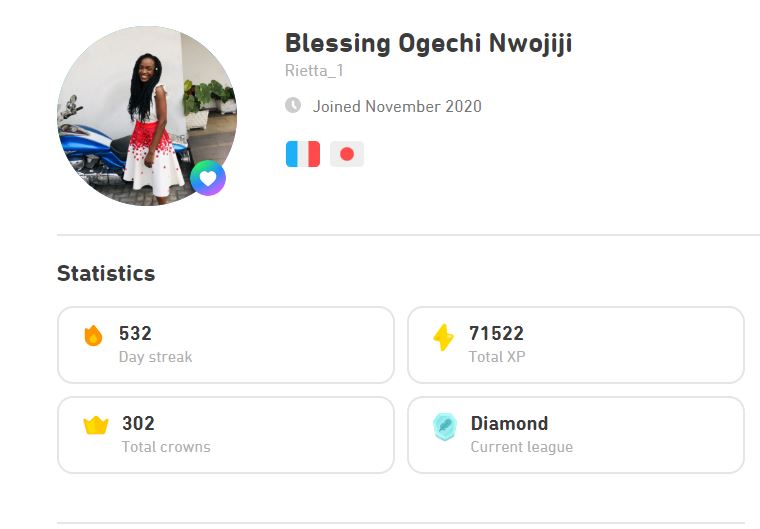 Blessing Ogechi Nwojiji
Rietta_1
Joined November 2020
Statistics
532
Day streak
71522
Total XP
302
Total crowns
Diamond
Current league